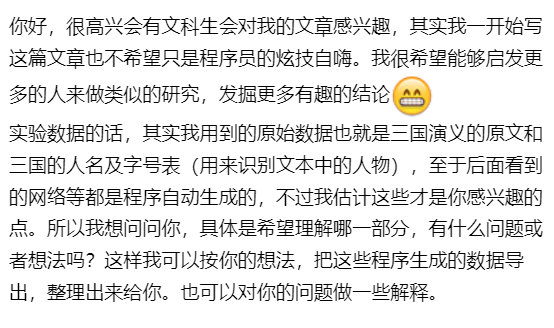 你好，很高兴会有文科生会对我的文章感兴趣，其实我一开始写
这篇文章也不希望只是程序员的炫技自嗨。我很希望能够启发更
多的人来做类似的研究，发掘更多有趣的结论😁
实验数据的话，其实我用到的原始数据也就是三国演义的原文和
三国的人名及字号表（用来识别文本中的人物），至于后面看到
的网络等都是程序自动生成的，不过我估计这些才是你感兴趣的
点。所以我想问问你，具体是希望理解哪一部分，有什么问题或
者想法吗？这样我可以按你的想法，把这些程序生成的数据导
出，整理出来给你。也可以对你的问题做一些解释。